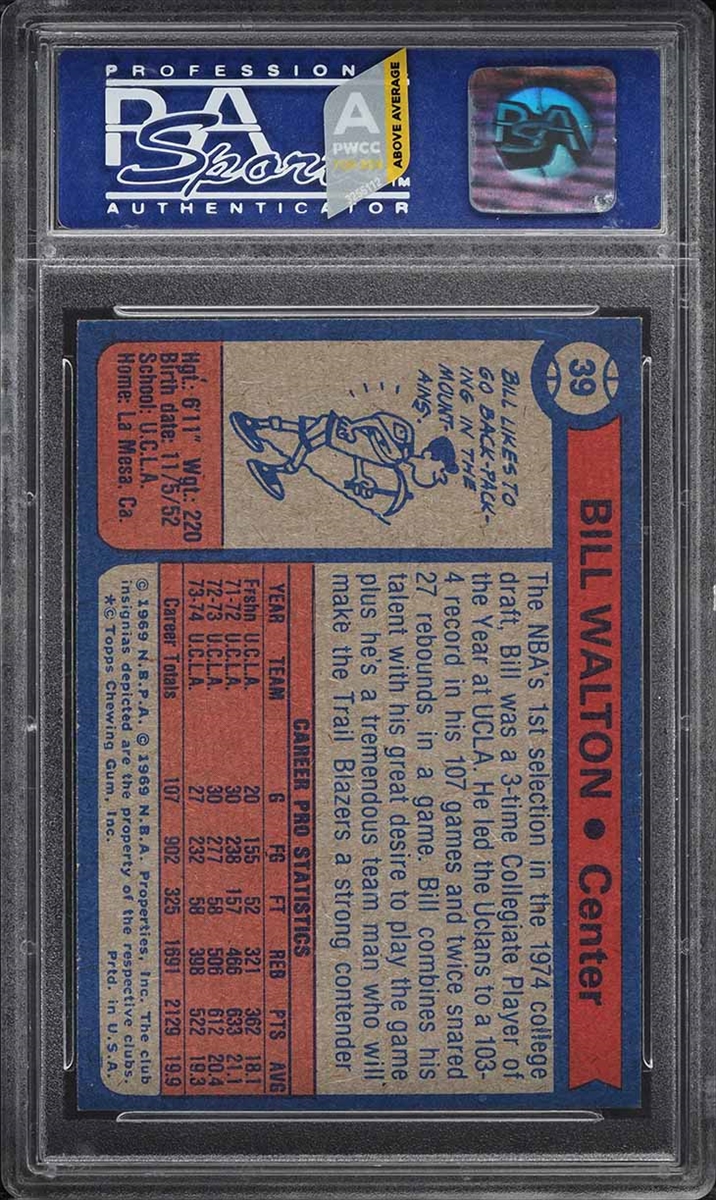 PROFESSION
PSA
Spor
TM
AUTHENTICATOR
A
PWCC
ABOVE AVERAGE
PSA
39
BILL WALTON • Center
BILL LIKES TO
GO BACK-PACK-
ING IN THE
MOUNT-
AINS.
Hgt.: 6'11" Wgt.: 220
Birth date: 11/5/52
School: U.C.L.A.
Home: La Mesa, Ca.
The NBA's 1st selection in the 1974 college
draft, Bill was a 3-time Collegiate Player of
the Year at UCLA. He led the Uclans to a 103-
4 record in his 107 games and twice snared
27 rebounds in a game. Bill combines his
talent with his great desire to play the game
plus he's a tremendous team man who will
make the Trail Blazers a strong contender
CAREER PRO STATISTICS
YEAR TEAM G FG FT REB PTS AVG
Frshn U.C.L.A. 20 155 52 321 362 18.1
71-72 U.C.L.A. 30 238 157 466 633 21.1
72-73 U.C.L.A. 30 277 58 506 612 20.4
73-74 U.C.L.A. 27 232 58 398 522 19.3
Career Totals 107 902 325 1691 2129 19.9
© 1969 N.B.P.A. © 1969 N.B.A. Properties, Inc. The club
insignias depicted are the property of the respective clubs.
*© Topps Chewing Gum, Inc. Prtd. in U.S.A.